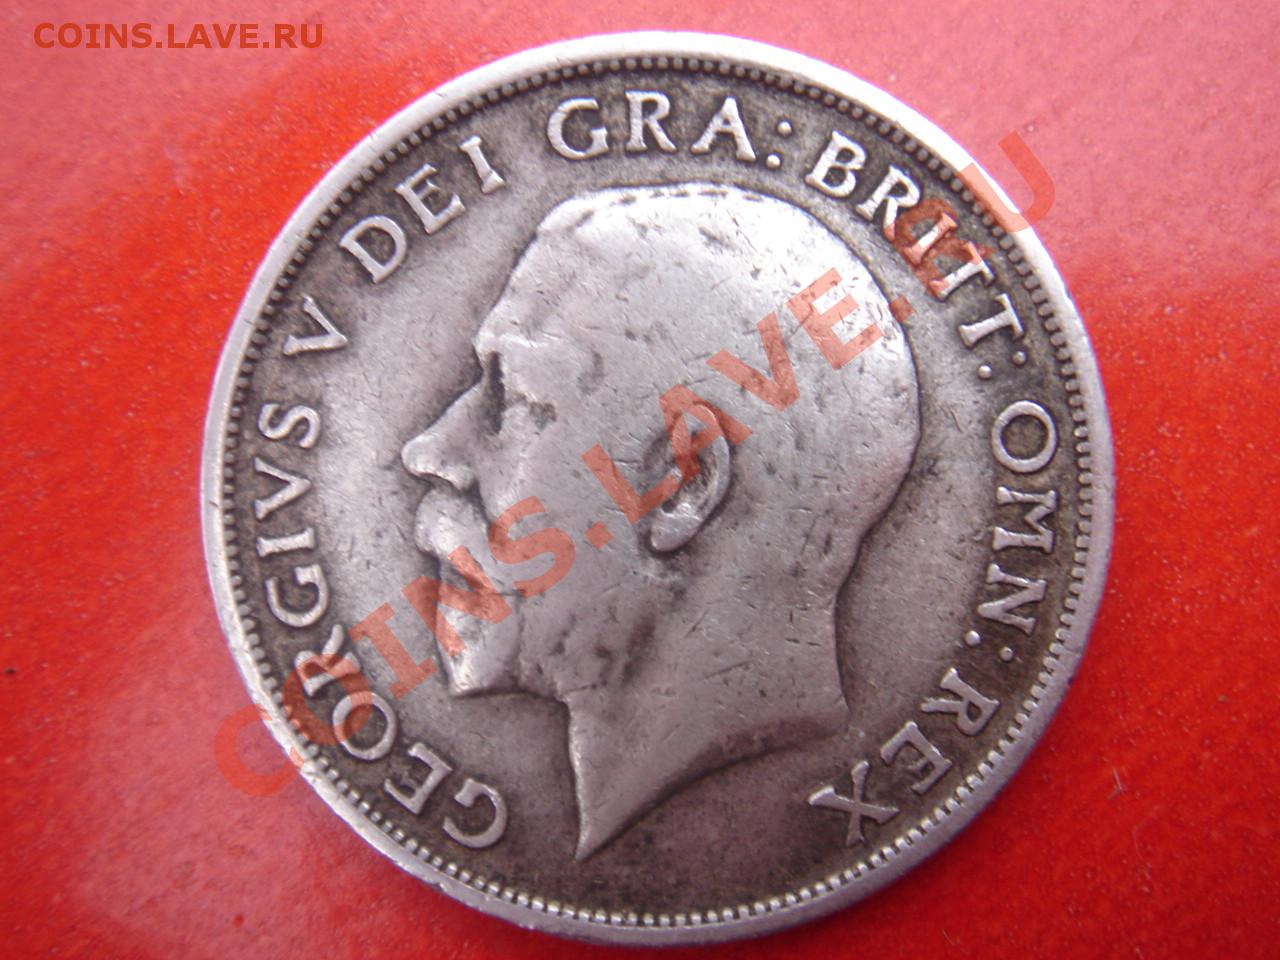 COINS.LAVE.RU
GEORGIVS V DEI GRA: BRITT: OMN: REX
COINS.LAVE.RU